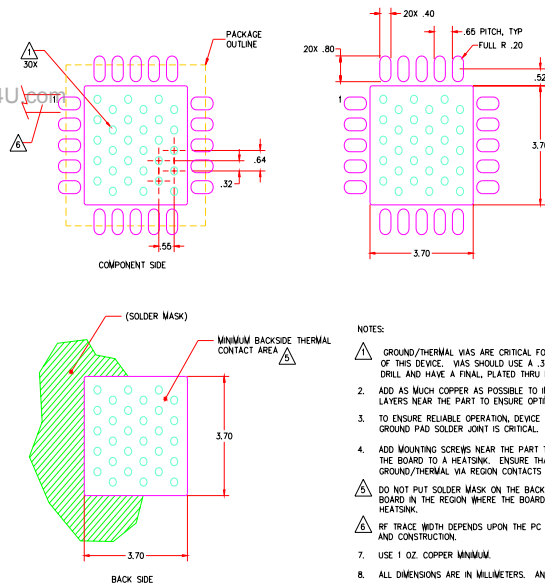 PACKAGE
OUTLINE
1
30X
4U.com
1
6
.64
.32
.55
COMPONENT SIDE
20X .40
.65 PITCH, TYP
FULL R .20
20X .80
.52
1
3.70
3.70
(SOLDER MASK)
MINIMUM BACKSIDE THERMAL
CONTACT AREA 5
3.70
3.70
BACK SIDE
NOTES:
1 GROUND/THERMAL VIAS ARE CRITICAL FO
OF THIS DEVICE. VIAS SHOULD USE A .3
DRILL AND HAVE A FINAL, PLATED THRU
2. ADD AS MUCH COPPER AS POSSIBLE TO I
LAYERS NEAR THE PART TO ENSURE OPTI
3. TO ENSURE RELIABLE OPERATION, DEVICE
GROUND PAD SOLDER JOINT IS CRITICAL.
4. ADD MOUNTING SCREWS NEAR THE PART T
THE BOARD TO A HEATSINK. ENSURE THA
GROUND/THERMAL VIA REGION CONTACTS
5 DO NOT PUT SOLDER MASK ON THE BACK
BOARD IN THE REGION WHERE THE BOARD
HEATSINK.
6 RF TRACE WIDTH DEPENDS UPON THE PC
AND CONSTRUCTION.
7. USE 1 OZ. COPPER MINIMUM.
8. ALL DIMENSIONS ARE IN MILLIMETERS. AN